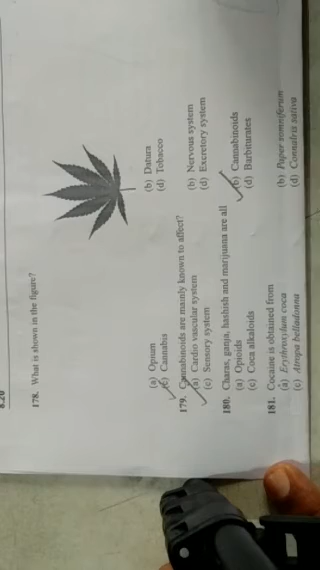 8.20
178. What is shown in the figure?
(a) Opium (b) Datura
(c) Cannabis (d) Tobacco
179. Cannabinoids are mainly known to affect?
(a) Cardio vascular system (b) Nervous system
(c) Sensory system (d) Excretory system
180. Charas, ganja, hashish and marijuana are all
(a) Opioids (b) Cannabinoids
(c) Coca alkaloids (d) Barbiturates
181. Cocaine is obtained from
(a) Erythroxylum coca (b) Paper somniferum
(c) Atropa belladonna (d) Connabis sativa